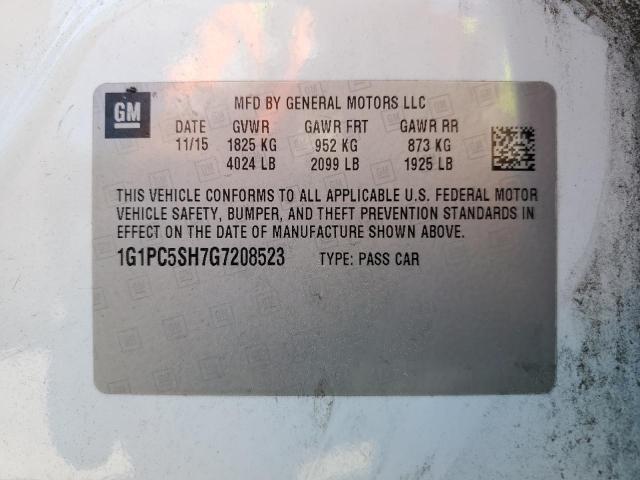 GM MFD BY GENERAL MOTORS LLC
DATE GVWR GAWR FRT GAWR RR
11/15 1825 KG 952 KG 873 KG
4024 LB 2099 LB 1925 LB
THIS VEHICLE CONFORMS TO ALL APPLICABLE U.S. FEDERAL MOTOR
VEHICLE SAFETY, BUMPER, AND THEFT PREVENTION STANDARDS IN
EFFECT ON THE DATE OF MANUFACTURE SHOWN ABOVE.
1G1PC5SH7G7208523 TYPE: PASS CAR